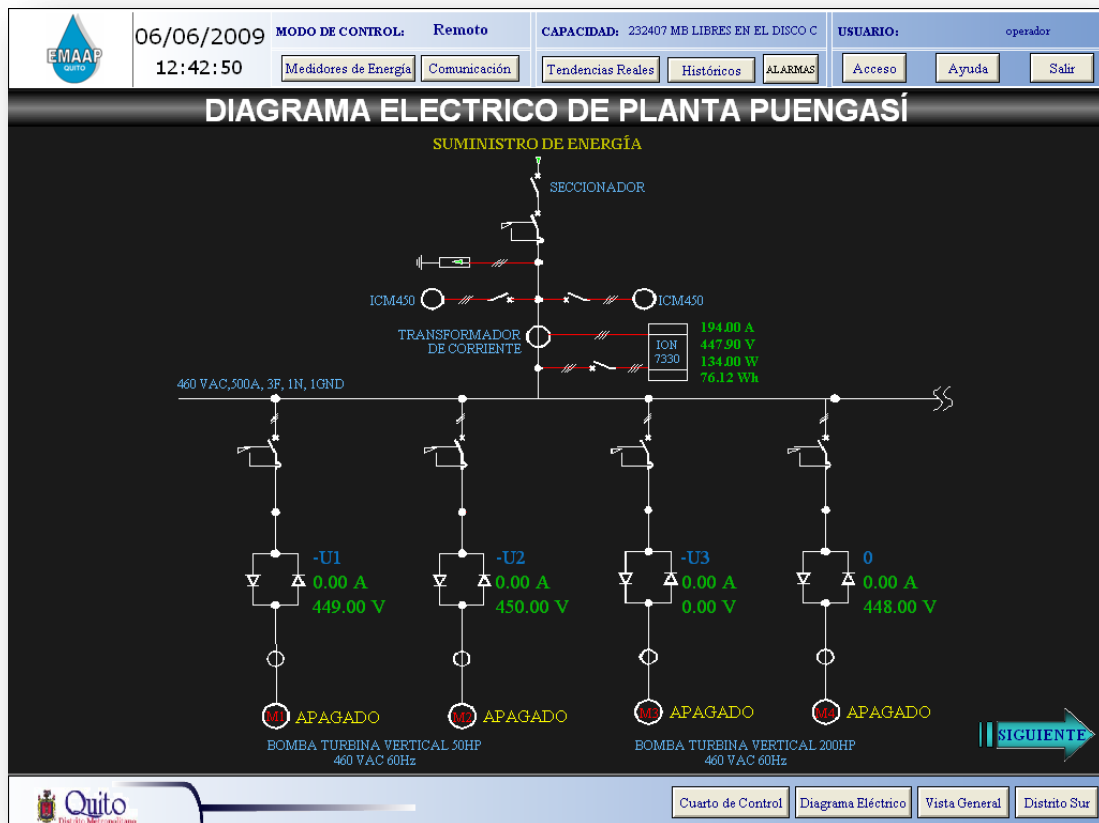 EMAAP
QUITO
06/06/2009
12:42:50
MODO DE CONTROL: Remoto
Medidores de Energía Comunicación
CAPACIDAD: 232407 MB LIBRES EN EL DISCO C
Tendencias Reales Históricos ALARMAS
USUARIO: operador
Acceso Ayuda Salir
DIAGRAMA ELECTRICO DE PLANTA PUENGASÍ
SUMINISTRO DE ENERGÍA
SECCIONADOR
ICM450
ICM450
TRANSFORMADOR
DE CORRIENTE
ION
7330
194.00 A
447.90 V
134.00 W
76.12 Wh
460 VAC,500A, 3F, 1N, 1GND
-U1
0.00 A
449.00 V
-U2
0.00 A
450.00 V
-U3
0.00 A
0.00 V
0
0.00 A
448.00 V
M1 APAGADO
M2 APAGADO
M3 APAGADO
M4 APAGADO
BOMBA TURBINA VERTICAL 50HP
460 VAC 60Hz
BOMBA TURBINA VERTICAL 200HP
460 VAC 60Hz
SIGUIENTE
Quito
Distrito Metropolitano
Cuarto de Control Diagrama Eléctrico Vista General Distrito Sur